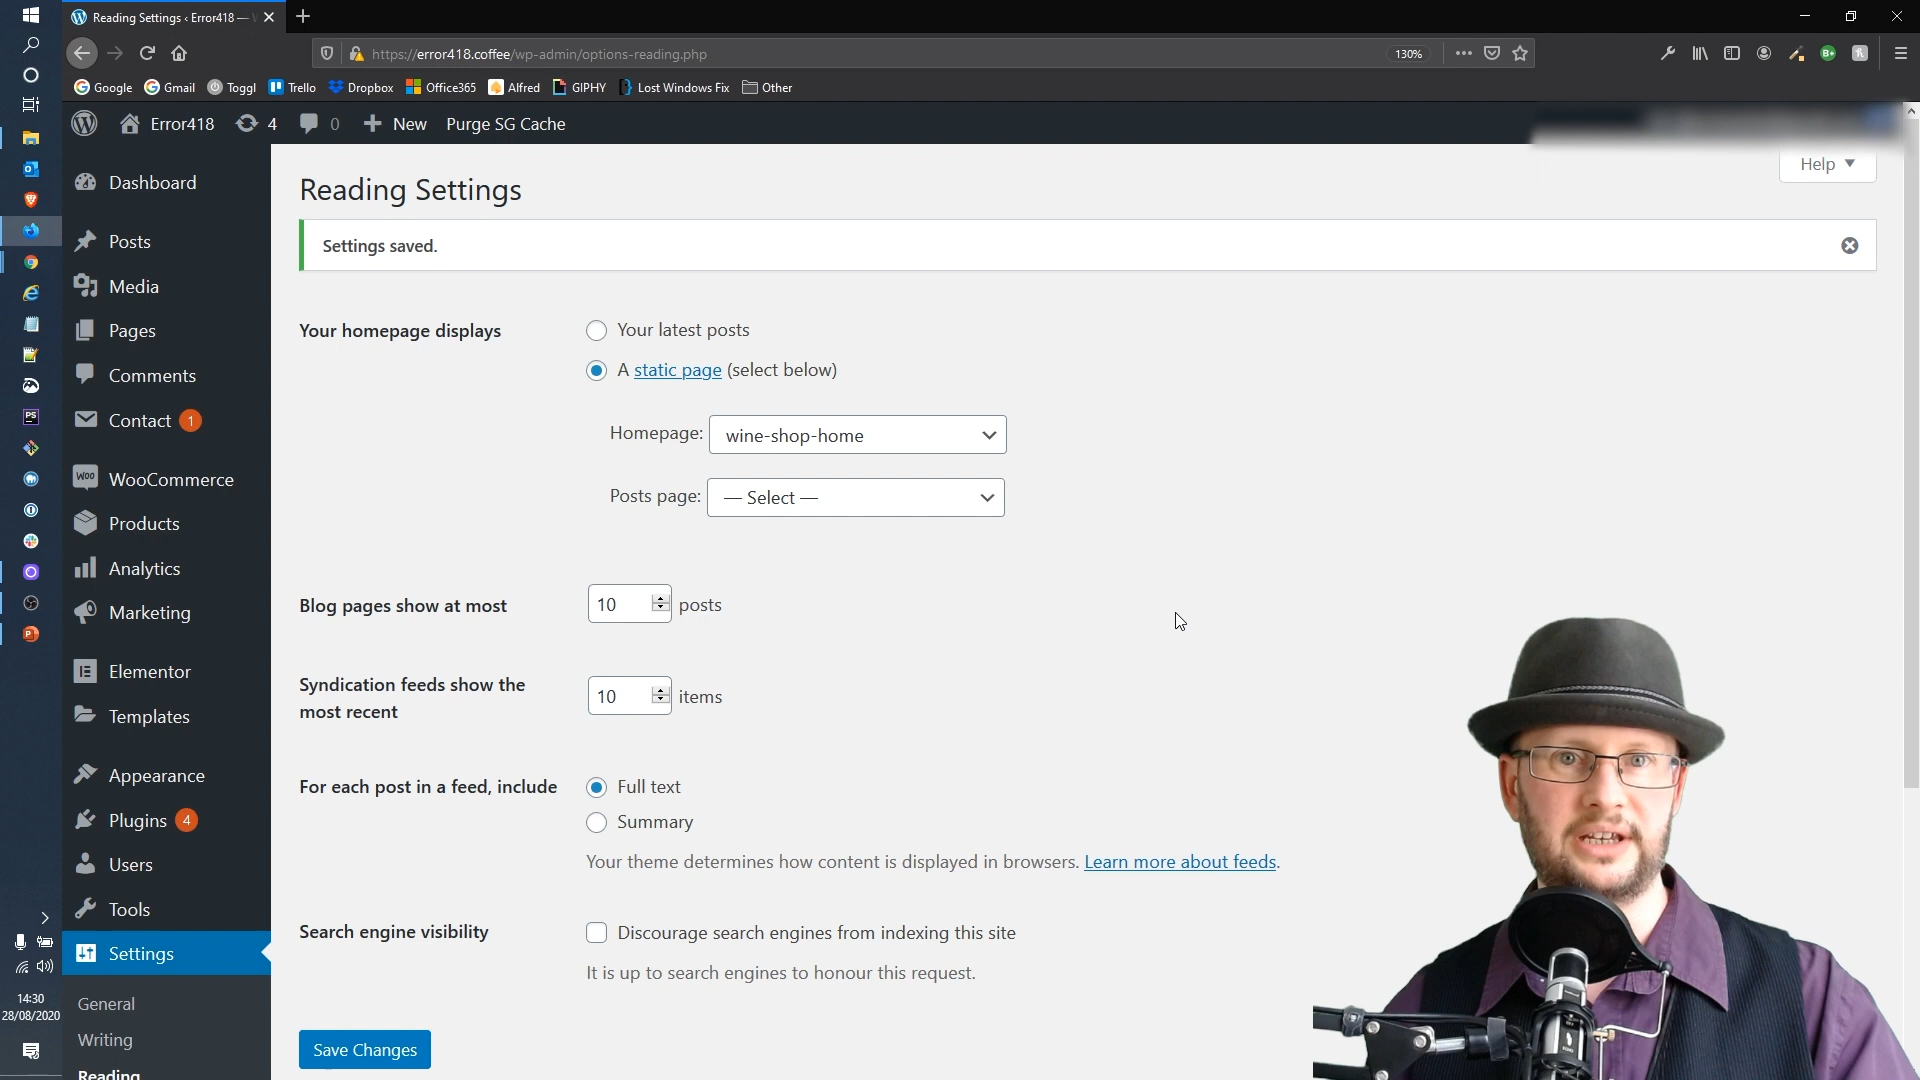 Reading Settings ‹ Error418 —
https://error418.coffee/wp-admin/options-reading.php
130%
Google
Gmail
Toggl
Trello
Dropbox
Office365
Alfred
GIPHY
Lost Windows Fix
Other
Error418
4
0
New
Purge SG Cache
Help
Dashboard
Posts
Media
Pages
Comments
Contact 1
WooCommerce
Products
Analytics
Marketing
Elementor
Templates
Appearance
Plugins 4
Users
Tools
Settings
General
Writing
Reading
Reading Settings
Settings saved.
Your homepage displays
Your latest posts
A static page (select below)
Homepage: wine-shop-home
Posts page: — Select —
Blog pages show at most 10 posts
Syndication feeds show the
most recent
10 items
For each post in a feed, include
Full text
Summary
Your theme determines how content is displayed in browsers. Learn more about feeds.
Search engine visibility
Discourage search engines from indexing this site
It is up to search engines to honour this request.
Save Changes
14:30
28/08/2020